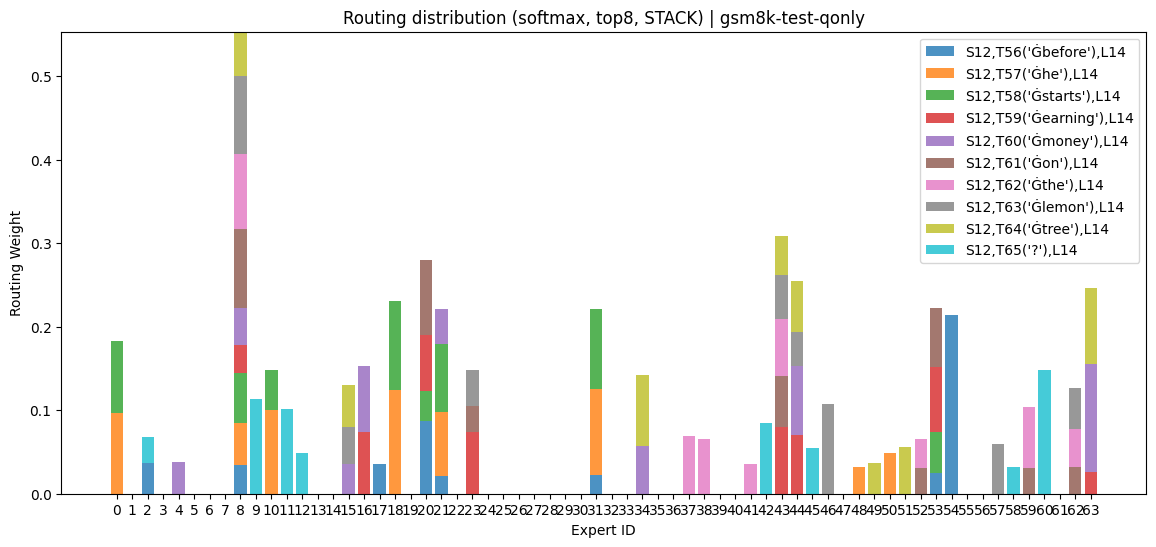 Routing distribution (softmax, top8, STACK) | gsm8k-test-qonly
S12,T56('Ġbefore'),L14
S12,T57('Ġhe'),L14
S12,T58('Ġstarts'),L14
S12,T59('Ġearning'),L14
S12,T60('Ġmoney'),L14
S12,T61('Ġon'),L14
S12,T62('Ġthe'),L14
S12,T63('Ġlemon'),L14
S12,T64('Ġtree'),L14
S12,T65('?'),L14
Routing Weight
0.5
0.4
0.3
0.2
0.1
0.0
0 1 2 3 4 5 6 7 8 9 10 11 12 13 14 15 16 17 18 19 20 21 22 23 24 25 26 27 28 29 30 31 32 33 34 35 36 37 38 39 40 41 42 43 44 45 46 47 48 49 50 51 52 53 54 55 56 57 58 59 60 61 62 63
Expert ID